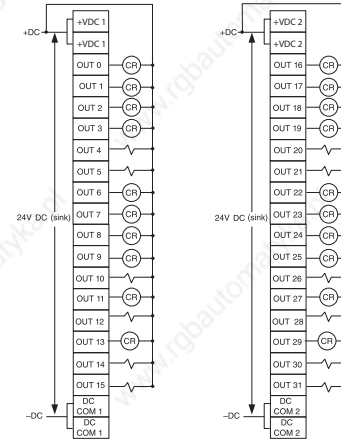 +VDC 1
+DC
+VDC 1
OUT 0 CR
OUT 1 CR
OUT 2 CR
OUT 3 CR
OUT 4
OUT 5
OUT 6 CR
24V DC (sink) OUT 7 CR
OUT 8 CR
OUT 9 CR
OUT 10
OUT 11 CR
OUT 12
OUT 13 CR
OUT 14
OUT 15
DC
COM 1
-DC
DC
COM 1
+VDC 2
+DC
+VDC 2
OUT 16 CR
OUT 17 CR
OUT 18 CR
OUT 19 CR
OUT 20
OUT 21
OUT 22 CR
24V DC (sink) OUT 23 CR
OUT 24 CR
OUT 25 CR
OUT 26
OUT 27 CR
OUT 28
OUT 29 CR
OUT 30
OUT 31
DC
COM 2
-DC
DC
COM 2
www.rgbautomatyka.pl